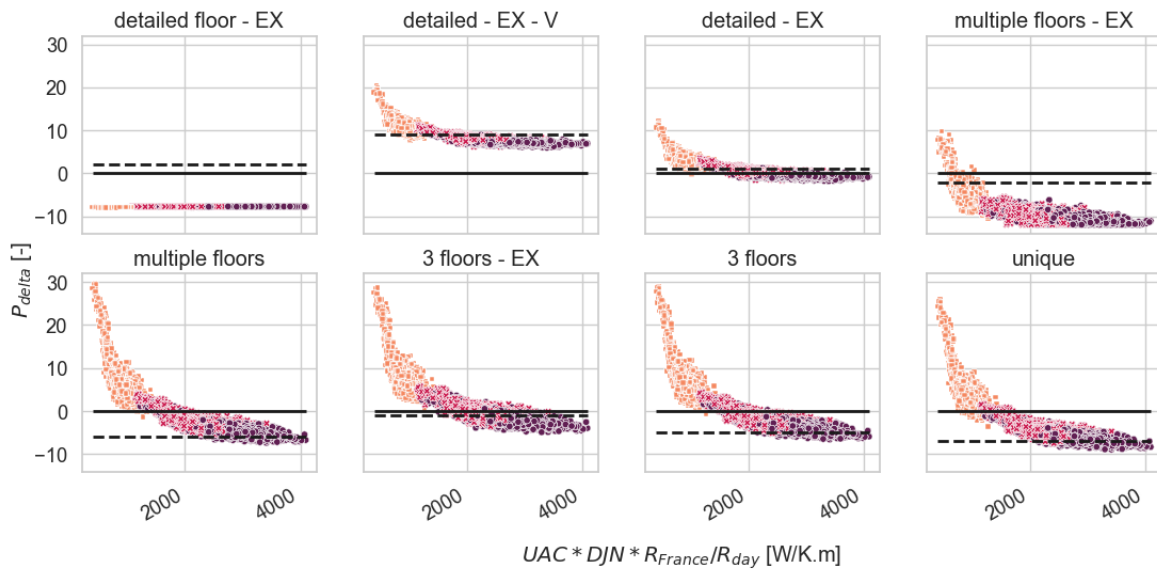 detailed floor - EX
detailed - EX - V
detailed - EX
multiple floors - EX
30
20
10
0
−10
multiple floors
3 floors - EX
3 floors
unique
30
20
10
0
−10
P_delta [-]
2000 4000
2000 4000
2000 4000
2000 4000
UAC * DJN * R_France/R_day [W/K.m]